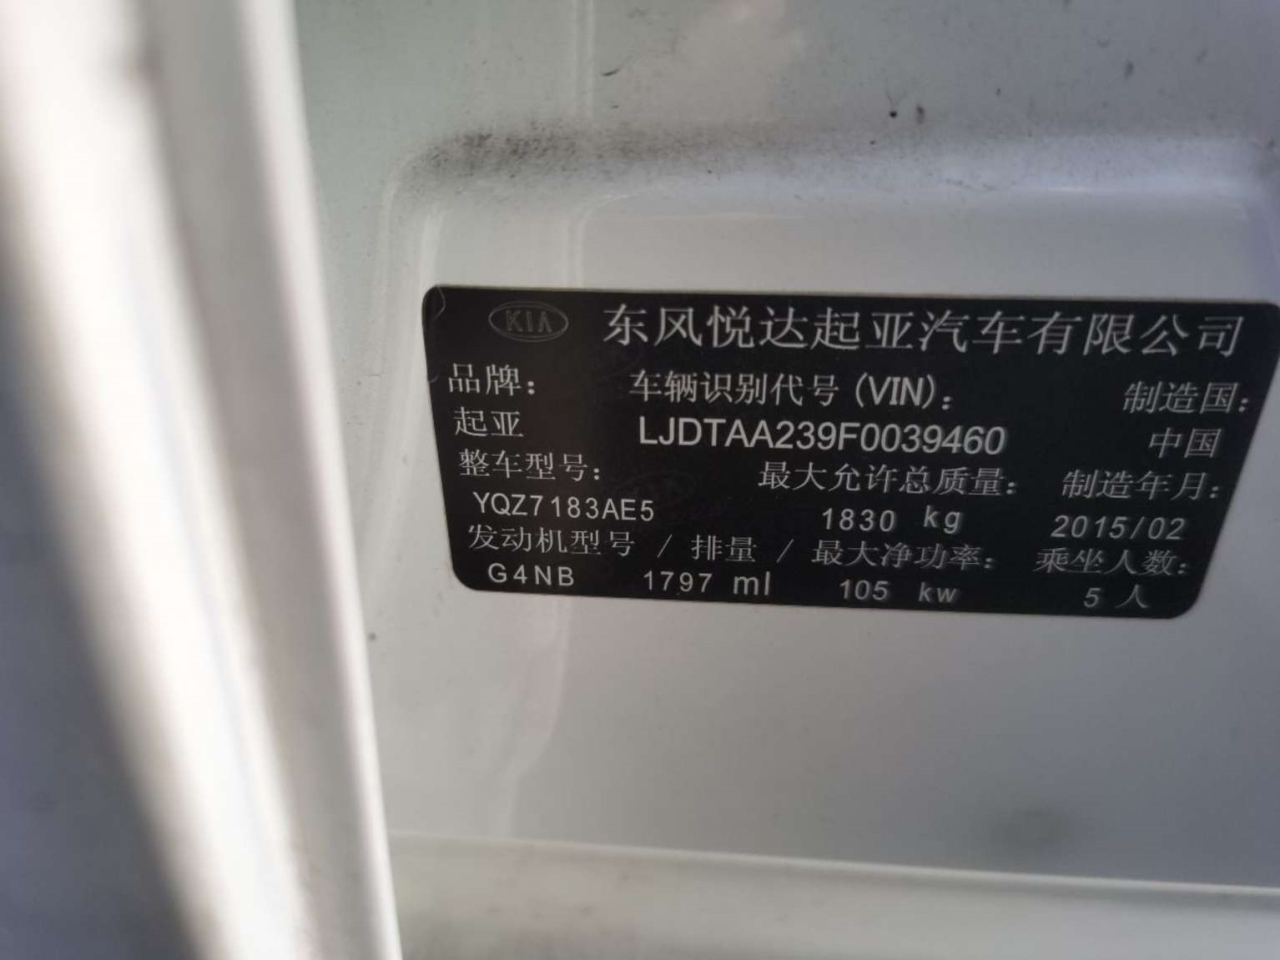 KIA 东风悦达起亚汽车有限公司
品牌： 车辆识别代号 (VIN)： 制造国：
起亚 LJDTAA239F0039460 中国
整车型号： 最大允许总质量： 制造年月：
YQZ7183AE5 1830 kg 2015/02
发动机型号 / 排量 / 最大净功率： 乘坐人数：
G4NB 1797 ml 105 kw 5 人